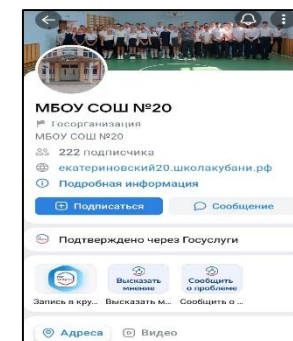 МБОУ СОШ №20
Госорганизация
МБОУ СОШ №20
222 подписчика
екатериновский20.школакубани.рф
Подробная информация
Подписаться
Сообщение
Подтверждено через Госуслуги
Высказать мнение
Сообщить о проблеме
Запись в кру...
Высказать м...
Сообщить о ...
Адреса
Видео